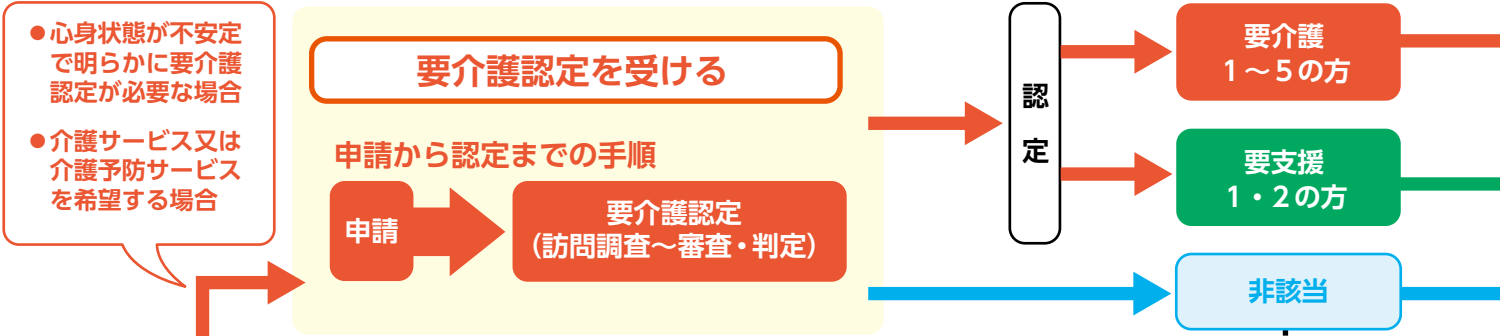 ●心身状態が不安定
で明らかに要介護
認定が必要な場合
●介護サービス又は
介護予防サービス
を希望する場合
要介護認定を受ける
申請から認定までの手順
申請
要介護認定
（訪問調査～審査・判定）
認定
要介護
1～5の方
要支援
1・2の方
非該当